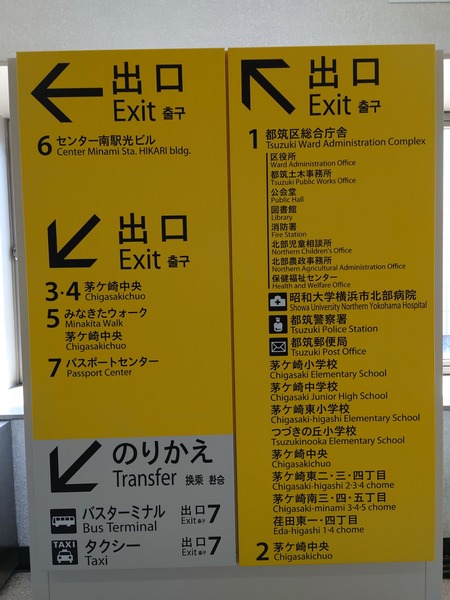 出口
Exit 출구
6 センター南駅光ビル
Center Minami Sta. HIKARI bldg.
出口
Exit 출구
3·4 茅ケ崎中央
Chigasakichuo
5 みなきたウォーク
Minakita Walk
茅ケ崎中央
Chigasakichuo
7 パスポートセンター
Passport Center
のりかえ
Transfer 换乘 환승
バスターミナル 出口 7
Bus Terminal Exit 출구
TAXI タクシー 出口 7
Taxi Exit 출구
出口
Exit 출구
1 都筑区総合庁舎
Tsuzuki Ward Administration Complex
区役所
Ward Administration Office
都筑土木事務所
Tsuzuki Public Works Office
公会堂
Public Hall
図書館
Library
消防署
Fire Station
北部児童相談所
Northern Children's Office
北部農政事務所
Northern Agricultural Administration Office
保健福祉センター
Health and Welfare Office
昭和大学横浜市北部病院
Showa University Northern Yokohama Hospital
都筑警察署
Tsuzuki Police Station
都筑郵便局
Tsuzuki Post Office
茅ケ崎小学校
Chigasaki Elementary School
茅ケ崎中学校
Chigasaki Junior High School
茅ケ崎東小学校
Chigasaki-higashi Elementary School
つづきの丘小学校
Tsuzukinooka Elementary School
茅ケ崎中央
Chigasakichuo
茅ケ崎東二・三・四丁目
Chigasaki-higashi 2·3·4 chome
茅ケ崎南三・四・五丁目
Chigasaki-minami 3·4·5 chome
荏田東一・四丁目
Eda-higashi 1·4 chome
2 茅ケ崎中央
Chigasakichuo